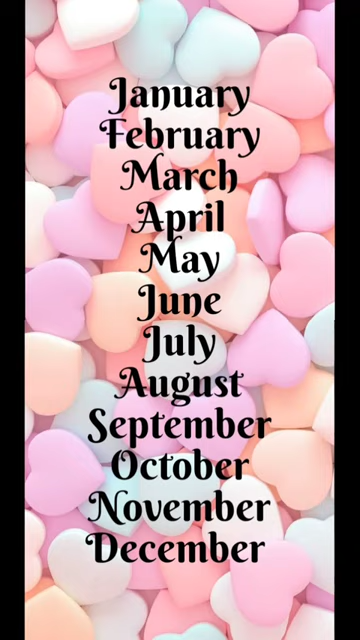 January
February
March
April
May
June
July
August
September
October
November
December